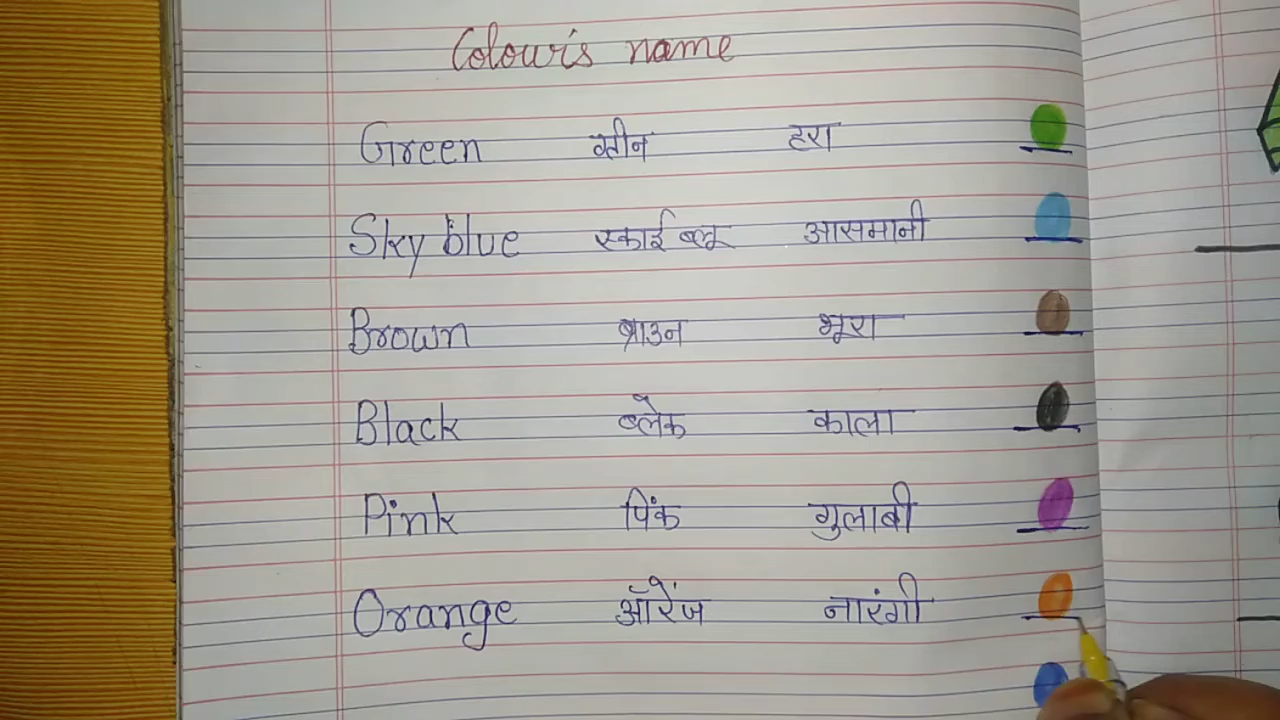 Colour's name
Green ग्रीन हरा
Sky blue स्काई ब्लू आसमानी
Brown ब्राउन भूरा
Black ब्लैक काला
Pink पिंक गुलाबी
Orange ऑरेंज नारंगी